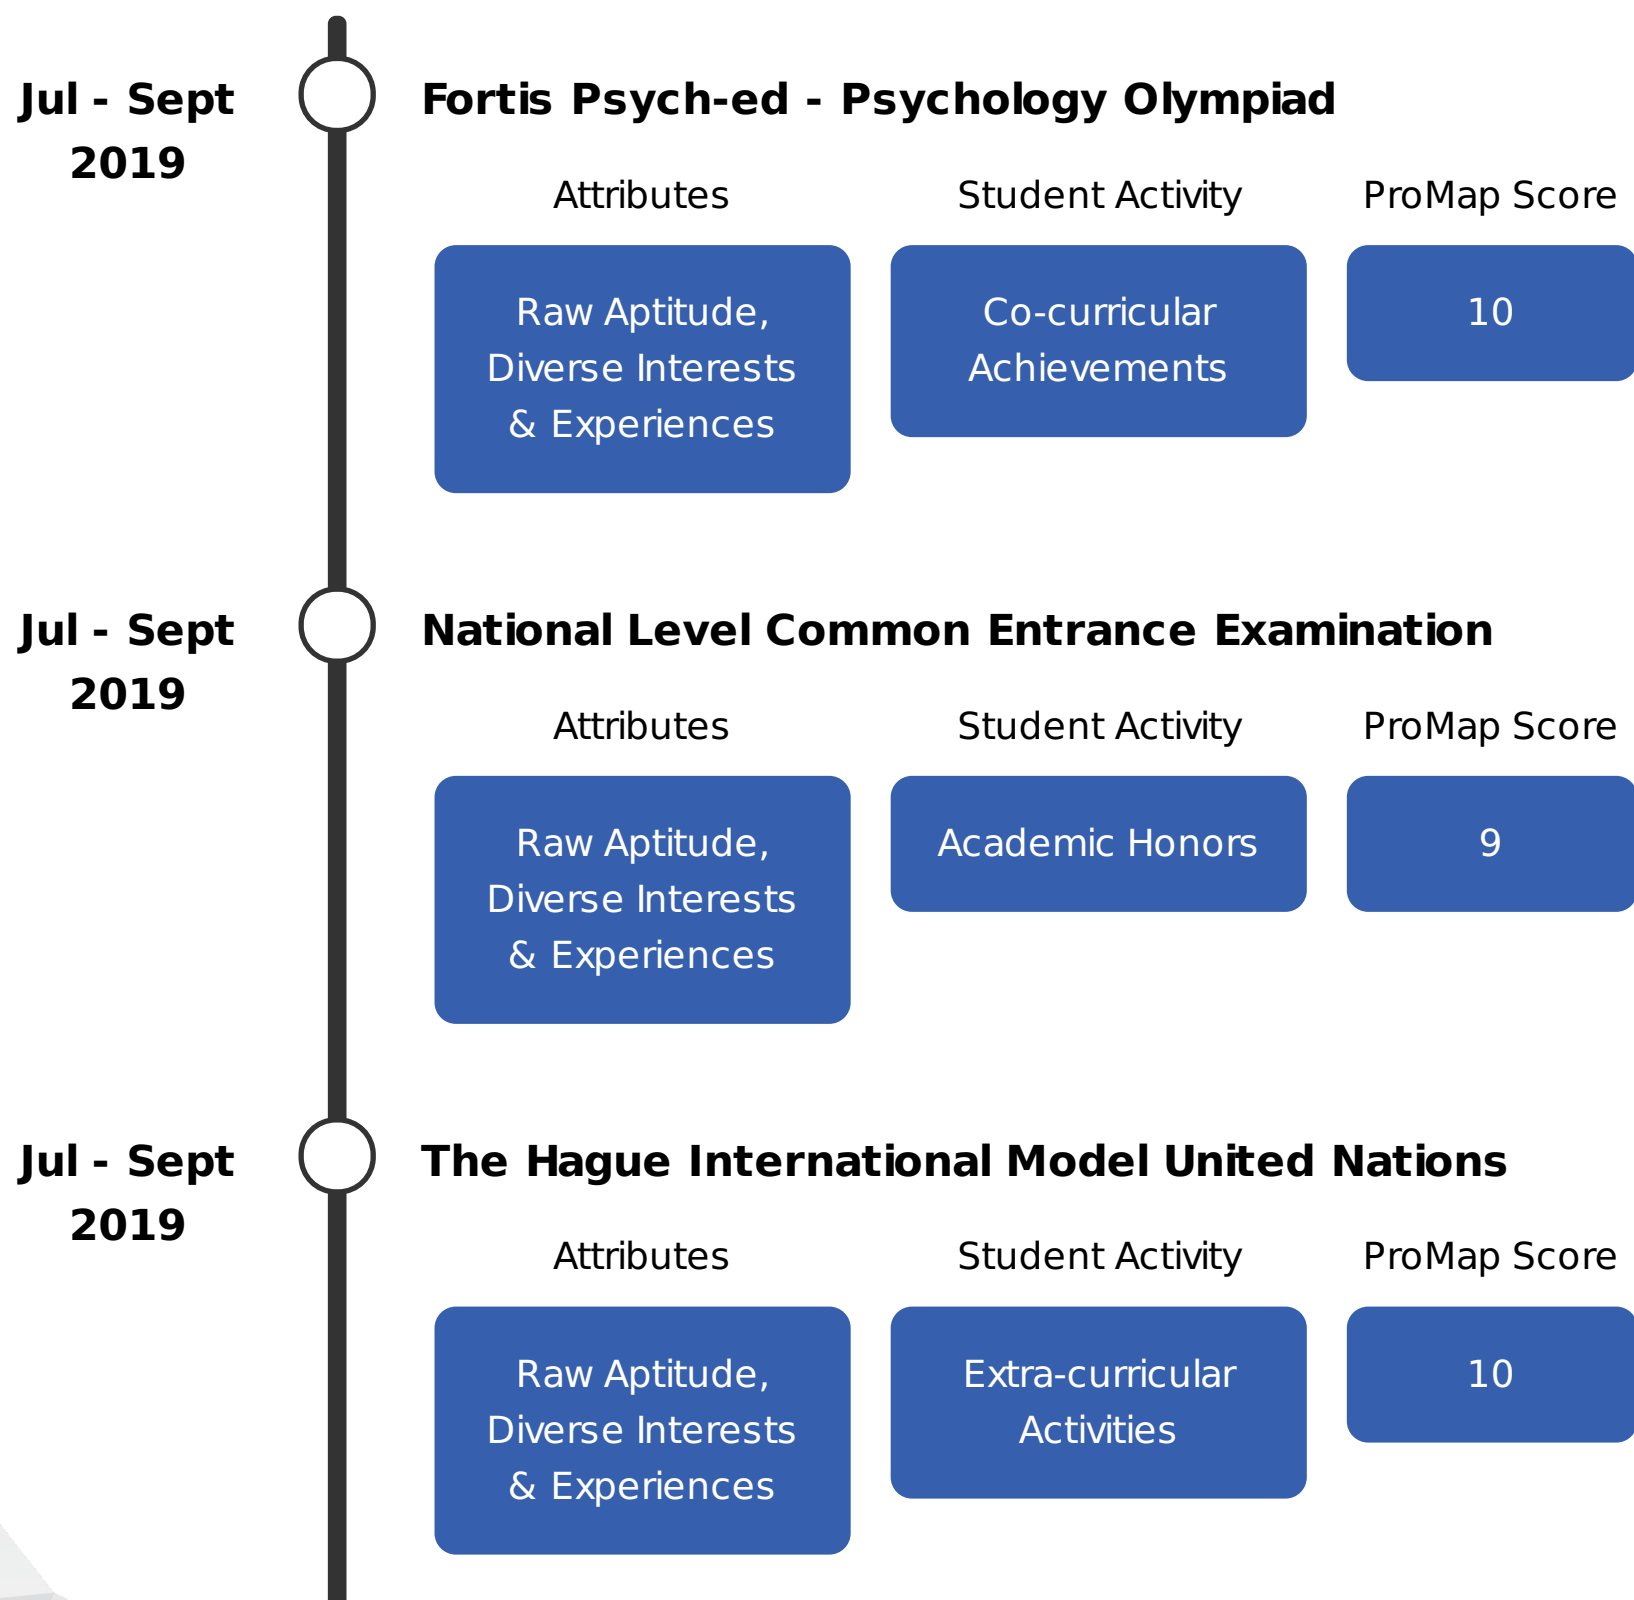 Jul - Sept
2019
Fortis Psych-ed - Psychology Olympiad
Attributes
Student Activity
ProMap Score
Raw Aptitude,
Diverse Interests
& Experiences
Co-curricular
Achievements
10
Jul - Sept
2019
National Level Common Entrance Examination
Attributes
Student Activity
ProMap Score
Raw Aptitude,
Diverse Interests
& Experiences
Academic Honors
9
Jul - Sept
2019
The Hague International Model United Nations
Attributes
Student Activity
ProMap Score
Raw Aptitude,
Diverse Interests
& Experiences
Extra-curricular
Activities
10